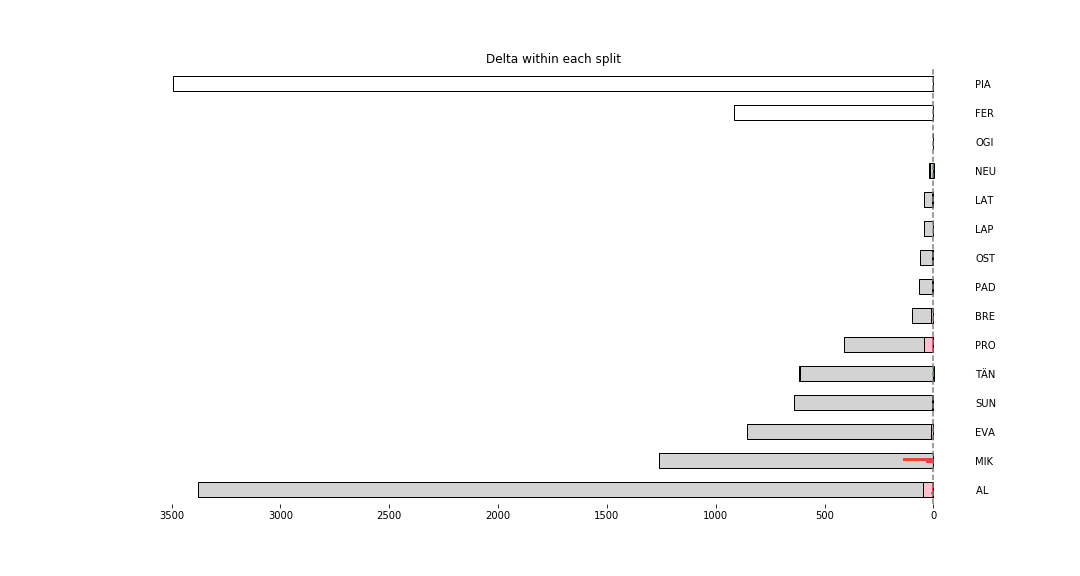 Delta within each split
PIA
FER
OGI
NEU
LAT
LAP
OST
PAD
BRE
PRO
TÄN
SUN
EVA
MIK
AL
3500 3000 2500 2000 1500 1000 500 0